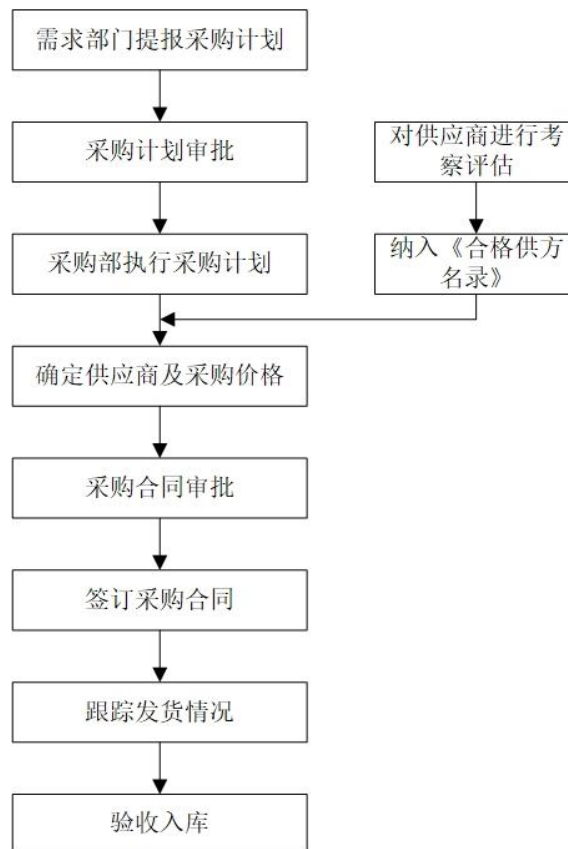 需求部门提报采购计划
采购计划审批
对供应商进行考
察评估
采购部执行采购计划
纳入《合格供方
名录》
确定供应商及采购价格
采购合同审批
签订采购合同
跟踪发货情况
验收入库